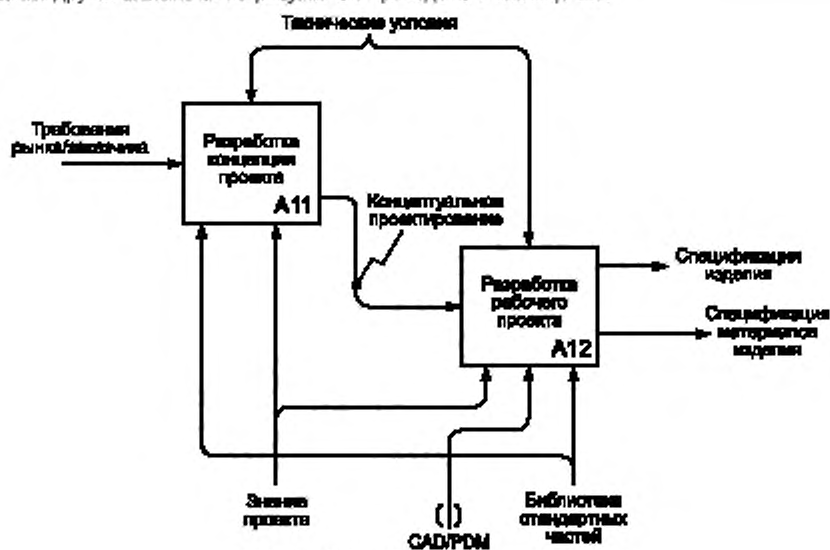 Технические условия
Требования
рынка/заказчика
Разработка
концепции
проекта
A11
Концептуальное
проектирование
Разработка
рабочего
проекта
A12
Спецификация
изделия
Спецификация
материалов
изделия
Знание
проекта
( )
CAD/PDM
Библиотека
стандартных
частей